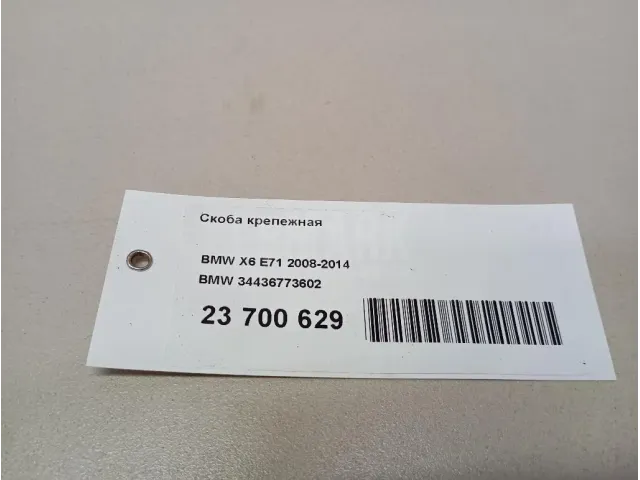 Скоба крепежная
BMW X6 E71 2008-2014
BMW 34436773602
23 700 629